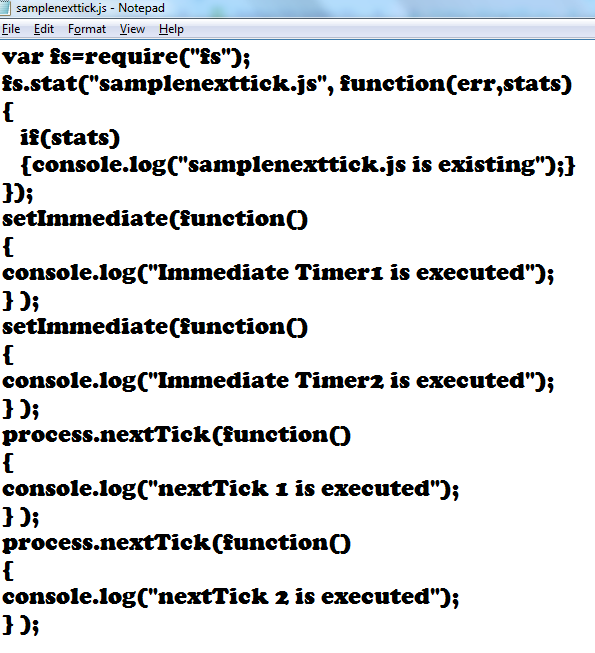 samplenexttick.js - Notepad
File Edit Format View Help
var fs=require("fs");
fs.stat("samplenexttick.js", function(err,stats)
{
if(stats)
{console.log("samplenexttick.js is existing");}
});
setImmediate(function()
{
console.log("Immediate Timer1 is executed");
} );
setImmediate(function()
{
console.log("Immediate Timer2 is executed");
} );
process.nextTick(function()
{
console.log("nextTick 1 is executed");
} );
process.nextTick(function()
{
console.log("nextTick 2 is executed");
} );